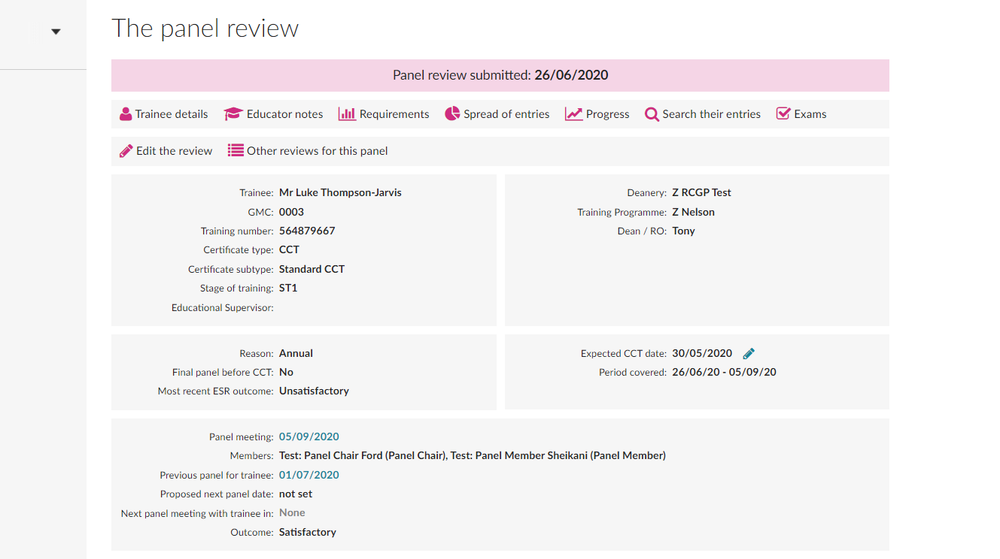 The panel review
Panel review submitted: 26/06/2020
Trainee details Educator notes Requirements Spread of entries Progress Search their entries Exams
Edit the review Other reviews for this panel
Trainee: Mr Luke Thompson-Jarvis
GMC: 0003
Training number: 564879667
Certificate type: CCT
Certificate subtype: Standard CCT
Stage of training: ST1
Educational Supervisor:
Deanery: Z RCGP Test
Training Programme: Z Nelson
Dean / RO: Tony
Reason: Annual
Final panel before CCT: No
Most recent ESR outcome: Unsatisfactory
Expected CCT date: 30/05/2020
Period covered: 26/06/20 - 05/09/20
Panel meeting: 05/09/2020
Members: Test: Panel Chair Ford (Panel Chair), Test: Panel Member Sheikani (Panel Member)
Previous panel for trainee: 01/07/2020
Proposed next panel date: not set
Next panel meeting with trainee in: None
Outcome: Satisfactory